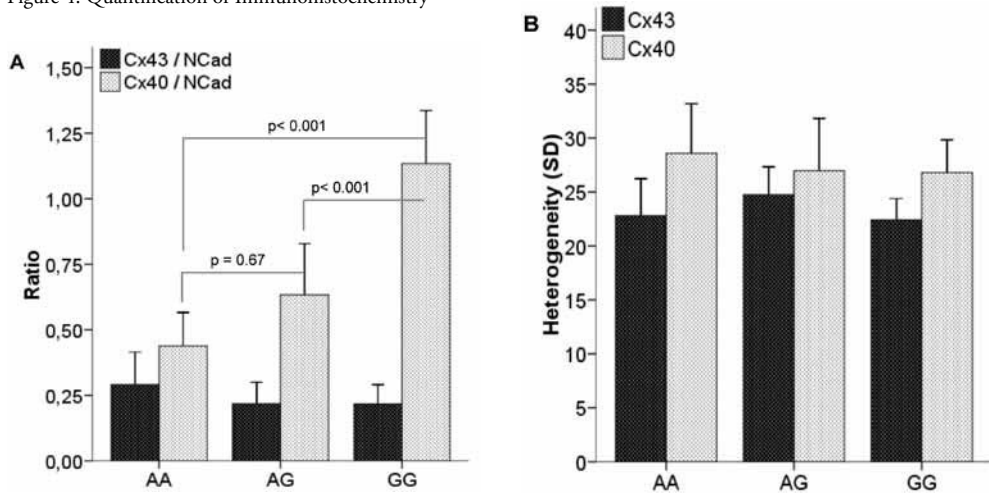 Figure 4. Quantification of Immunohistochemistry
A
Cx43 / NCad
Cx40 / NCad
1,50
1,25
1,00
0,75
0,50
0,25
0,00
Ratio
p< 0.001
p< 0.001
p = 0.67
AA
AG
GG
B
Cx43
Cx40
40
35
30
25
20
15
10
5
0
Heterogeneity (SD)
AA
AG
GG